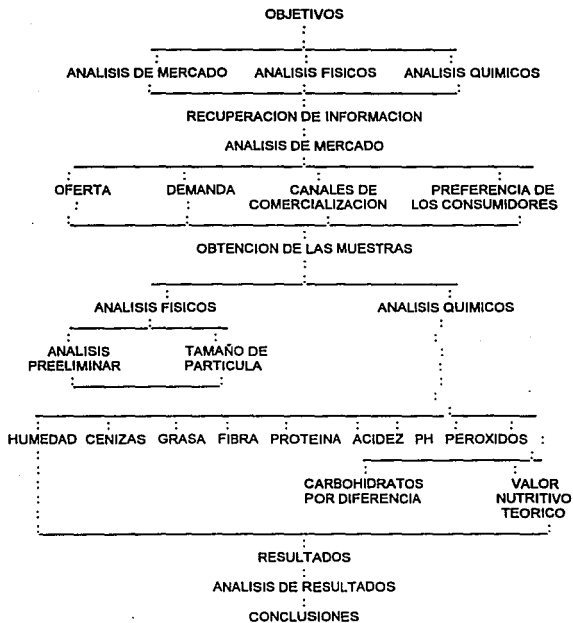 OBJETIVOS
ANALISIS DE MERCADO ANALISIS FISICOS ANALISIS QUIMICOS
RECUPERACION DE INFORMACION
ANALISIS DE MERCADO
OFERTA DEMANDA CANALES DE COMERCIALIZACION PREFERENCIA DE LOS CONSUMIDORES
OBTENCION DE LAS MUESTRAS
ANALISIS FISICOS ANALISIS QUIMICOS
ANALISIS PREELIMINAR TAMAÑO DE PARTICULA
HUMEDAD CENIZAS GRASA FIBRA PROTEINA ACIDEZ PH PEROXIDOS
CARBOHIDRATOS POR DIFERENCIA VALOR NUTRITIVO TEORICO
RESULTADOS
ANALISIS DE RESULTADOS
CONCLUSIONES